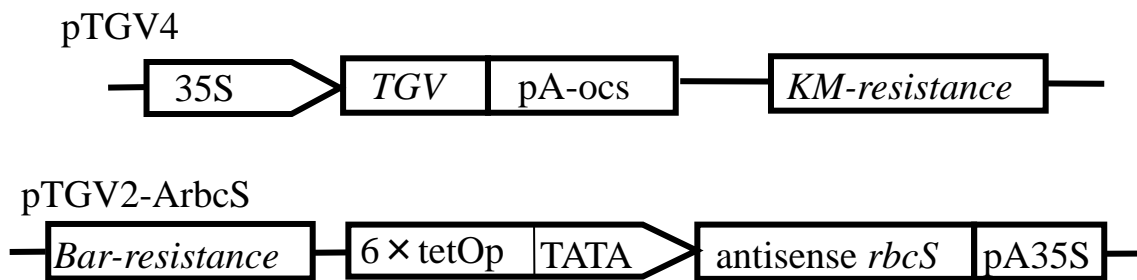 pTGV4
35S TGV pA-ocs KM-resistance
pTGV2-ArbcS
Bar-resistance 6×tetOp TATA antisense rbcS pA35S